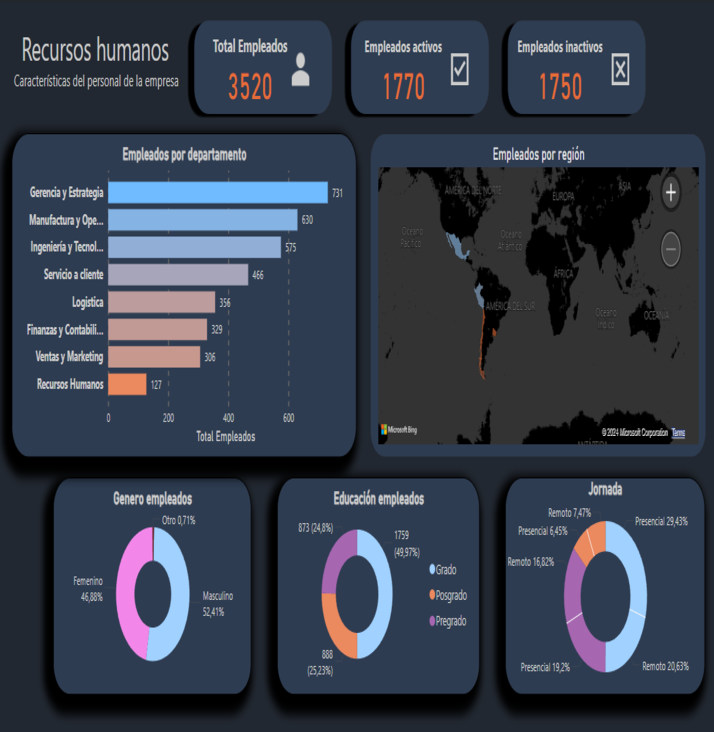 Recursos humanos
Características del personal de la empresa
Total Empleados
3520
Empleados activos
1770
Empleados inactivos
1750
Empleados por departamento
Gerencia y Estrategia
731
Manufactura y Ope...
630
Ingeniería y Tecnol...
575
Servicio a cliente
466
Logistica
356
Finanzas y Contabili...
329
Ventas y Marketing
306
Recursos Humanos
127
0 200 400 600
Total Empleados
Empleados por región
AMÉRICA DEL NORTE
EUROPA
ASIA
Océano
Pacífico
Océano
Atlántico
ÁFRICA
AMÉRICA DEL SUR
Océano
Índico
OCEANÍA
ANTÁRTIDA
+
−
Microsoft Bing
© 2024 Microsoft Corporation Terms
Genero empleados
Otro 0,71%
Femenino
46,88%
Masculino
52,41%
Educación empleados
873 (24,8%)
1759
(49,97%)
888
(25,23%)
Grado
Posgrado
Pregrado
Jornada
Remoto 7,47%
Presencial 6,45%
Presencial 29,43%
Remoto 16,82%
Presencial 19,2%
Remoto 20,63%